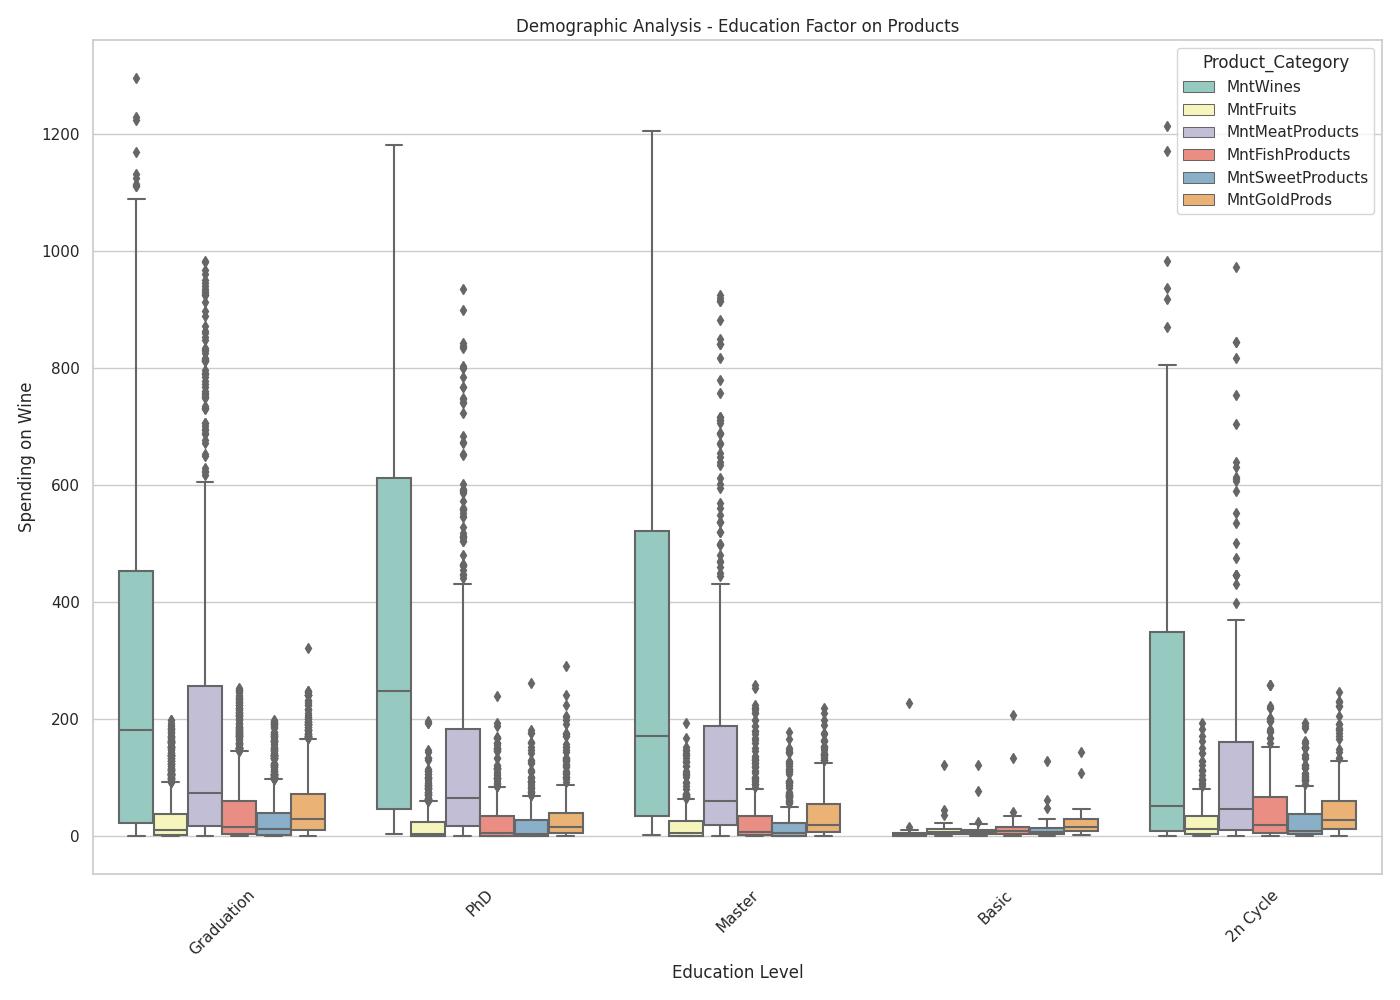 Demographic Analysis - Education Factor on Products
Product_Category
MntWines
MntFruits
MntMeatProducts
MntFishProducts
MntSweetProducts
MntGoldProds
Spending on Wine
1200
1000
800
600
400
200
0
Graduation
PhD
Master
Basic
2n Cycle
Education Level